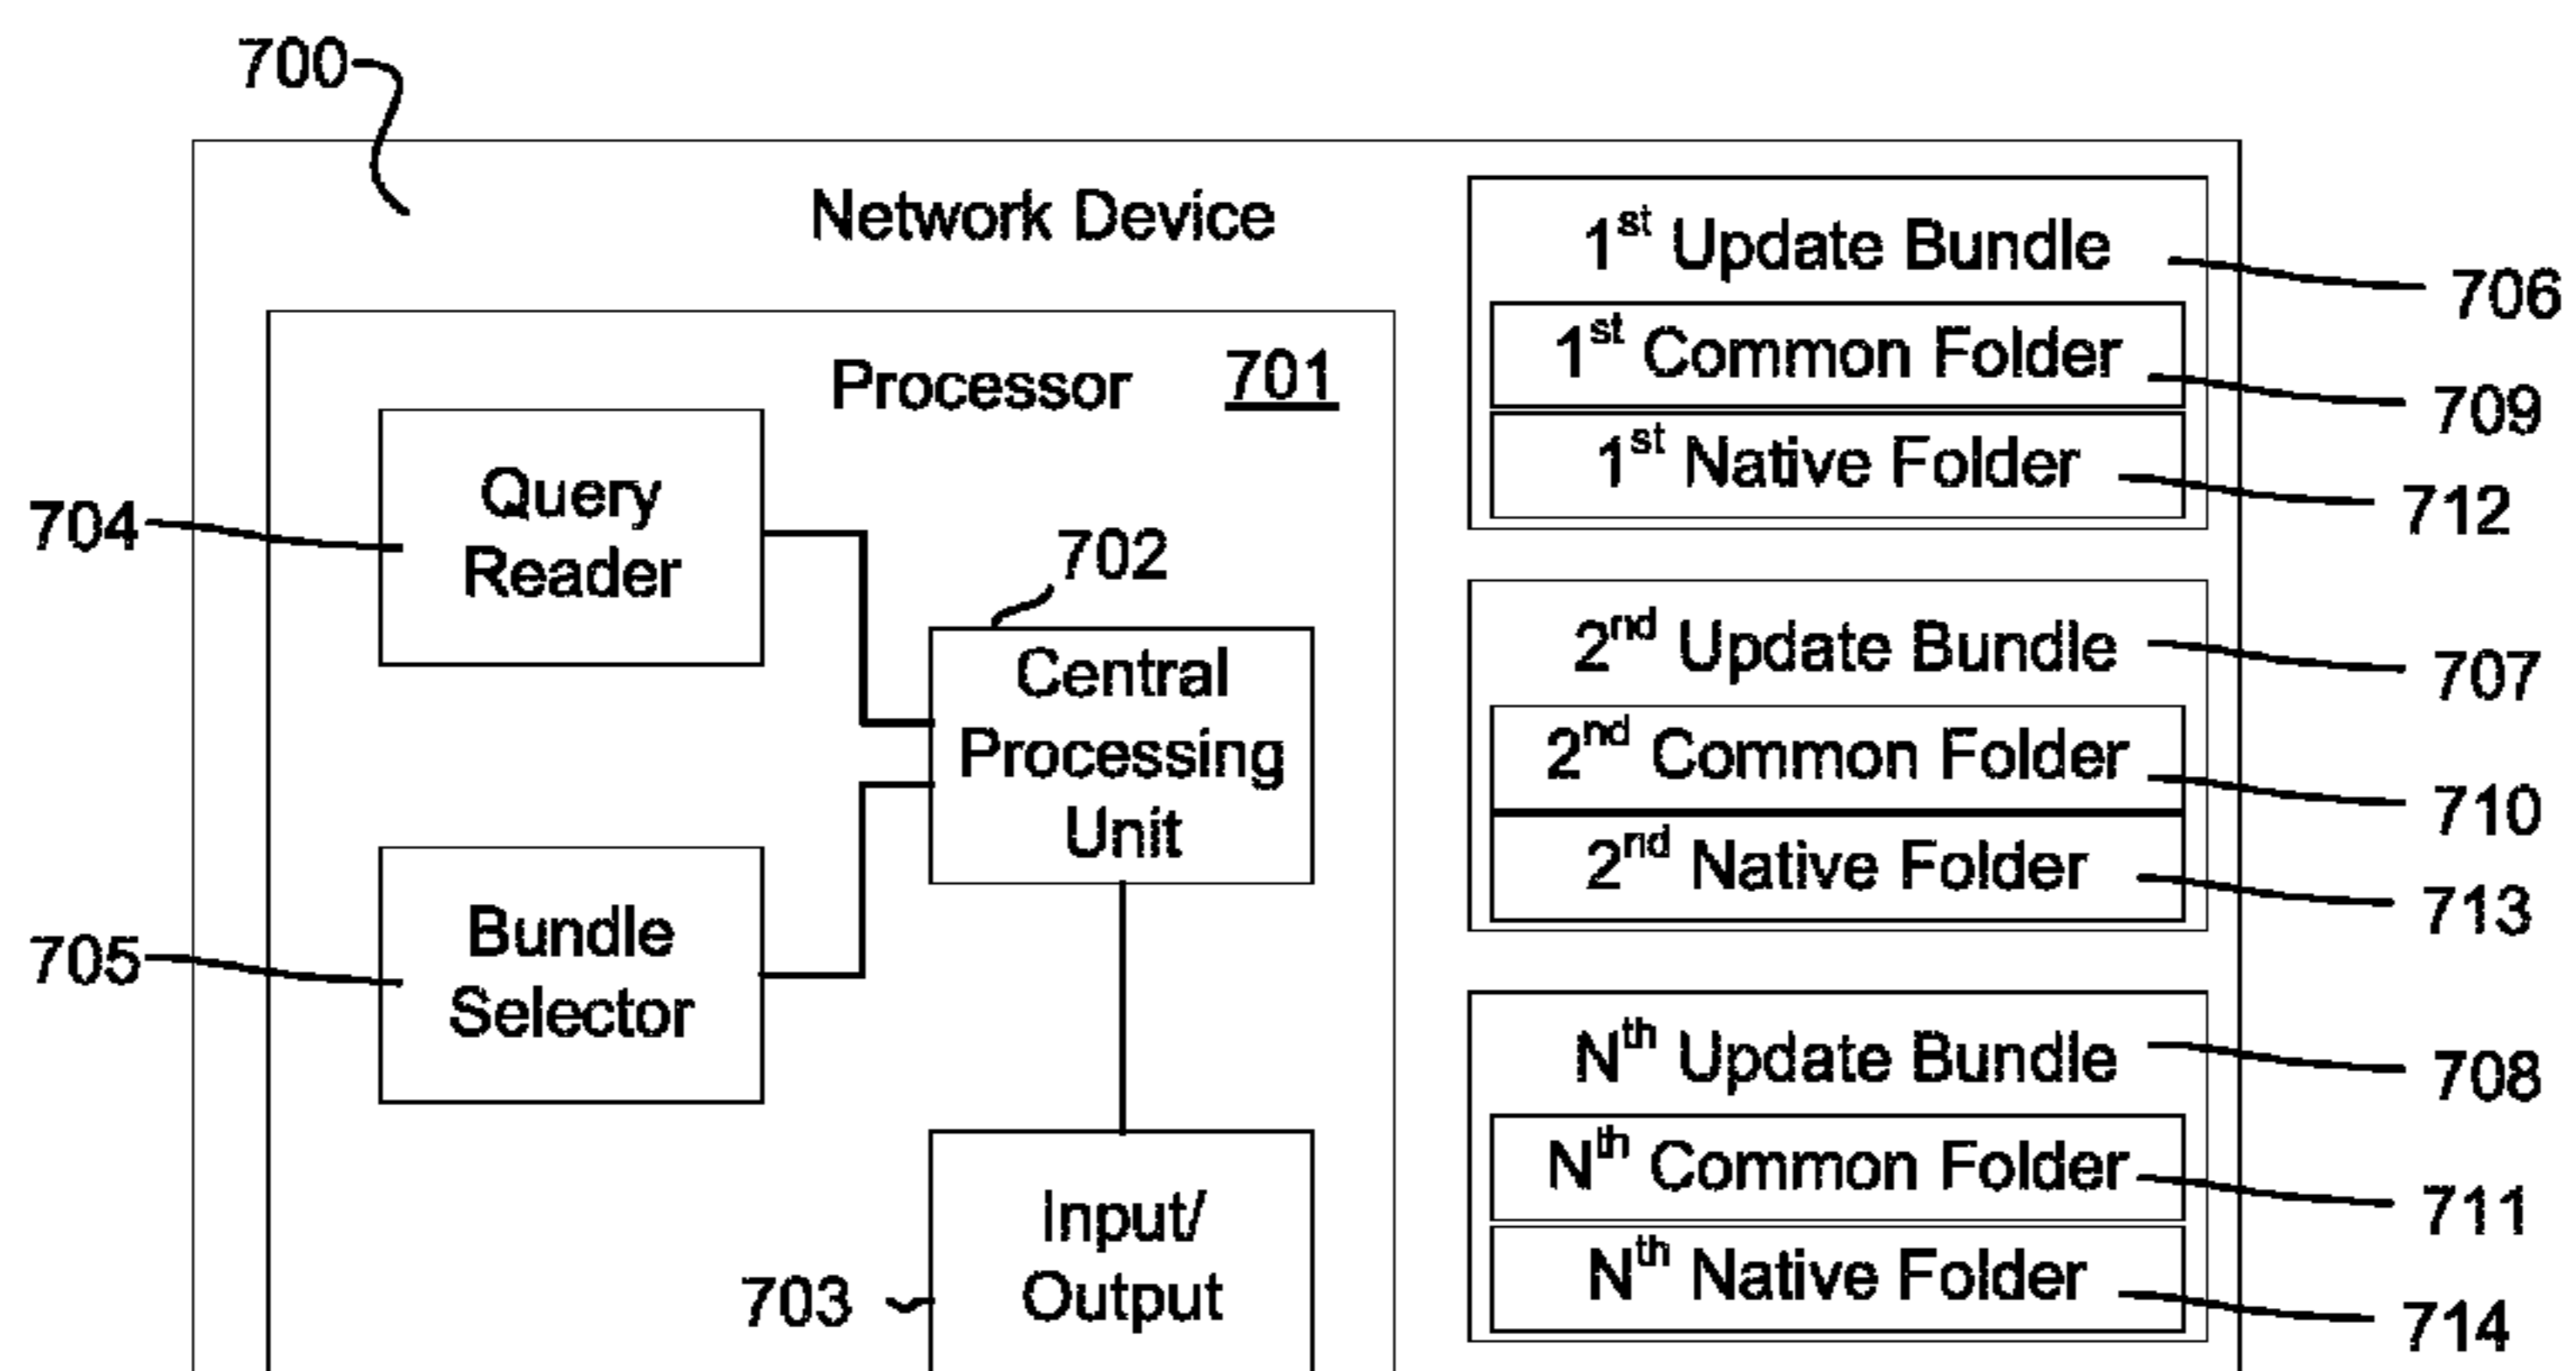 700
Network Device
Processor 701
Query
Reader
704
702
Central
Processing
Unit
Bundle
Selector
705
Input/
Output
703
1st Update Bundle
706
1st Common Folder
709
1st Native Folder
712
2nd Update Bundle
707
2nd Common Folder
710
2nd Native Folder
713
Nth Update Bundle
708
Nth Common Folder
711
Nth Native Folder
714